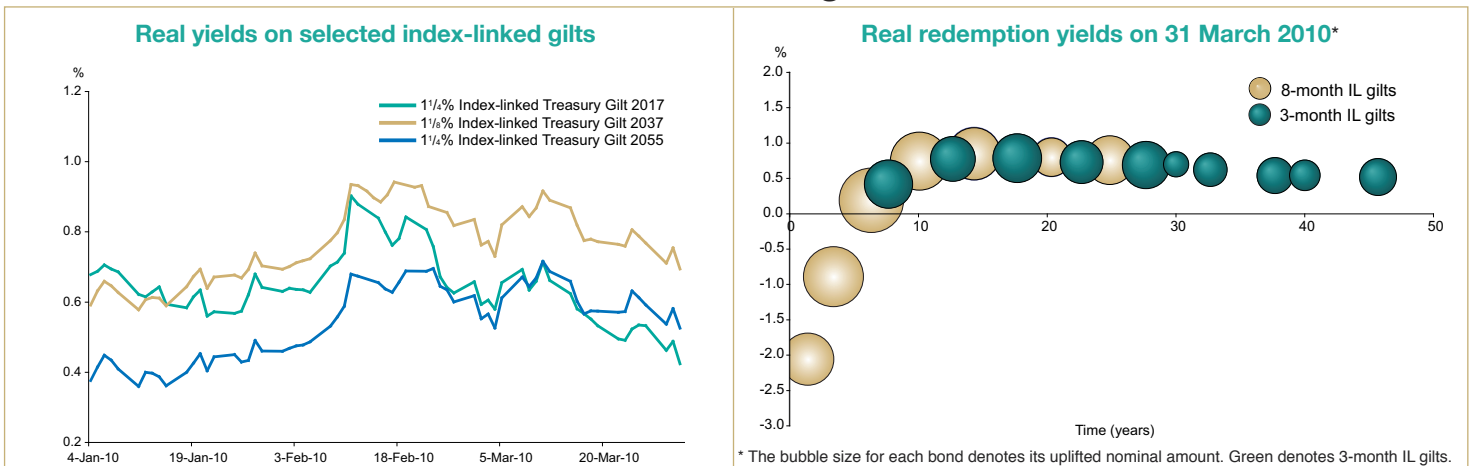 Real yields on selected index-linked gilts
%
1.2
1.0
0.8
0.6
0.4
0.2
1¹/₄% Index-linked Treasury Gilt 2017
1¹/₈% Index-linked Treasury Gilt 2037
1¹/₄% Index-linked Treasury Gilt 2055
4-Jan-10 19-Jan-10 3-Feb-10 18-Feb-10 5-Mar-10 20-Mar-10
Real redemption yields on 31 March 2010*
%
2.0
1.5
1.0
0.5
0.0
-0.5
-1.0
-1.5
-2.0
-2.5
-3.0
8-month IL gilts
3-month IL gilts
0 10 20 30 40 50
Time (years)
* The bubble size for each bond denotes its uplifted nominal amount. Green denotes 3-month IL gilts.